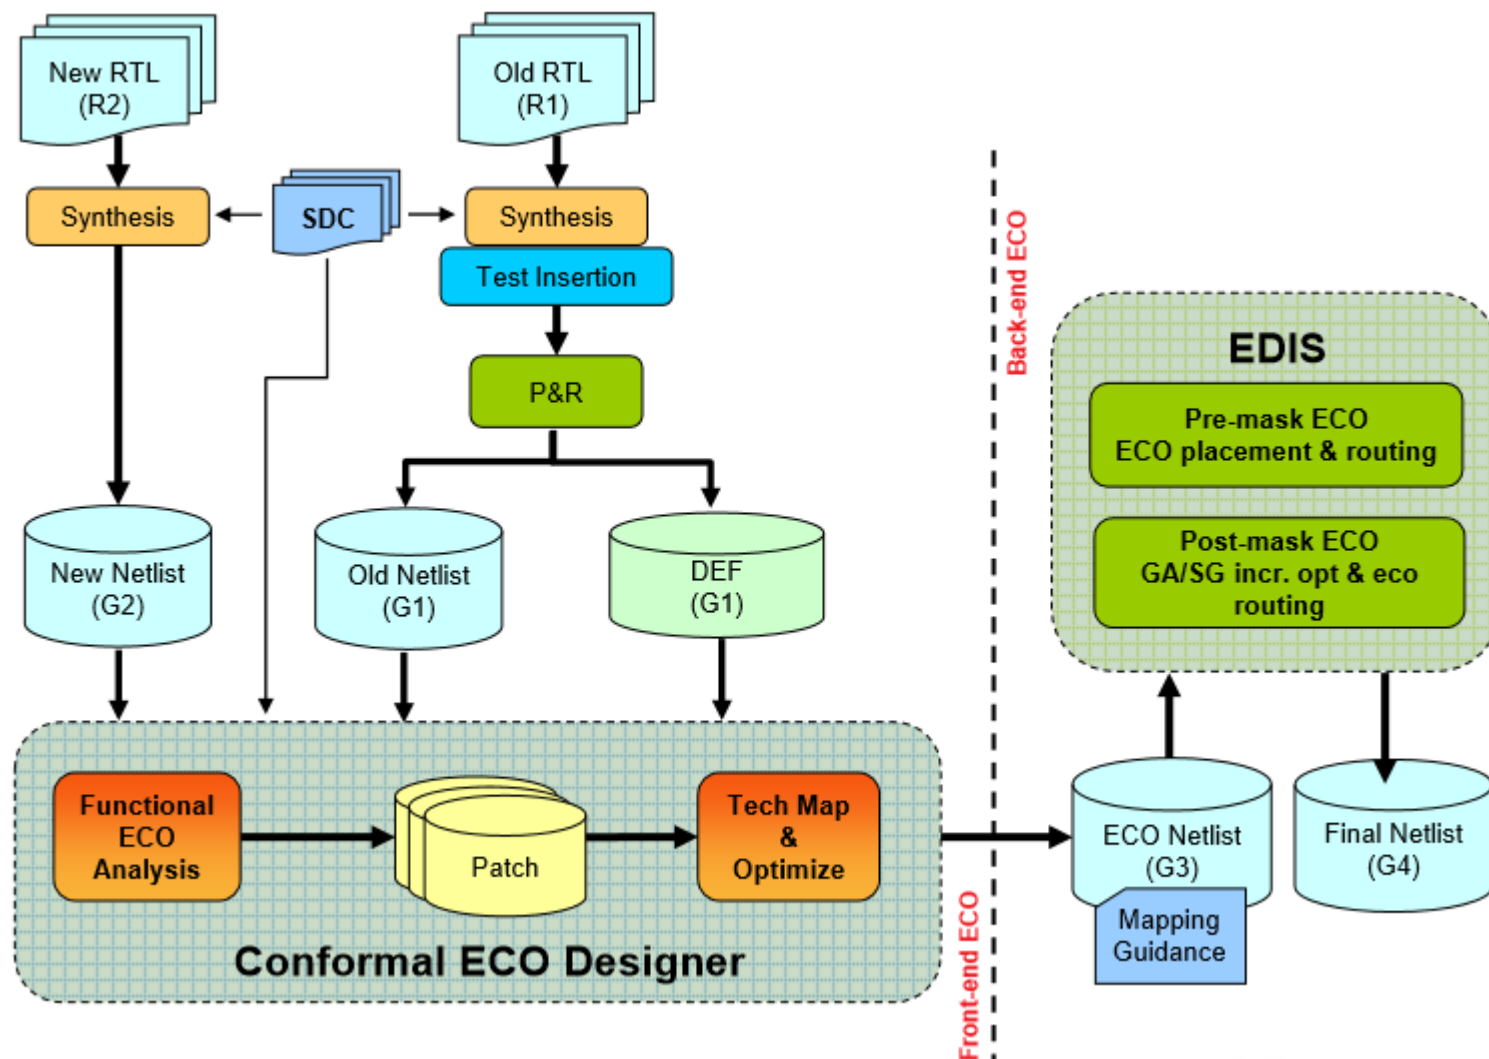 New RTL
(R2)
Old RTL
(R1)
Synthesis
SDC
Synthesis
Test Insertion
P&R
New Netlist
(G2)
Old Netlist
(G1)
DEF
(G1)
Functional
ECO
Analysis
Patch
Tech Map
&
Optimize
Conformal ECO Designer
Back-end ECO
Front-end ECO
EDIS
Pre-mask ECO
ECO placement & routing
Post-mask ECO
GA/SG incr. opt & eco
routing
ECO Netlist
(G3)
Mapping
Guidance
Final Netlist
(G4)